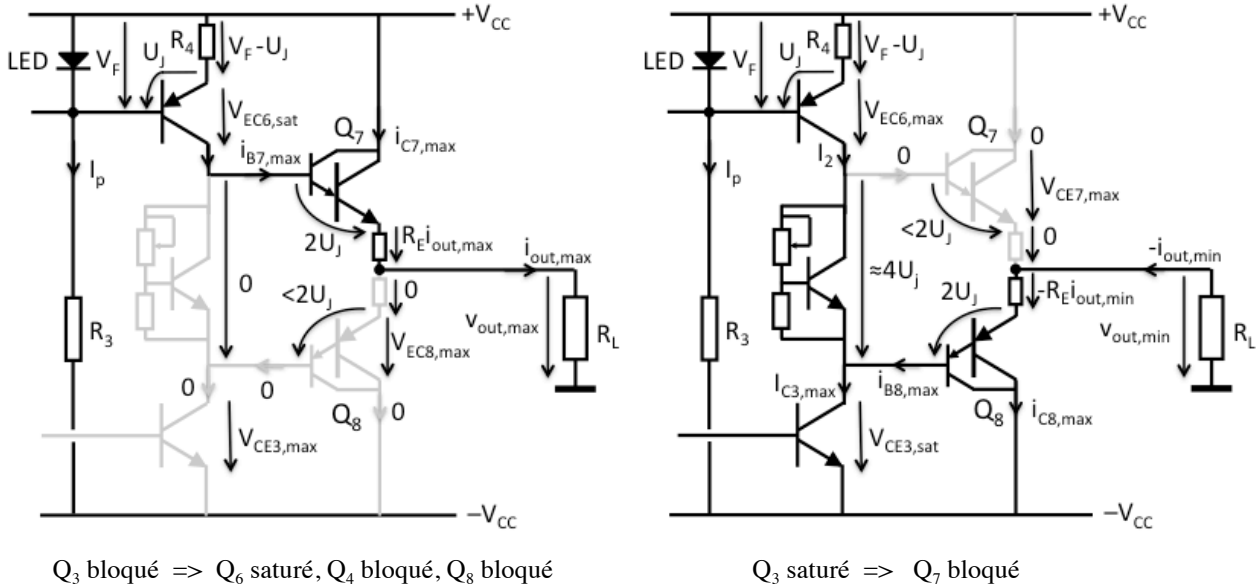 +V_CC
LED
V_F
U_J
R_4
V_F -U_J
V_EC6,sat
Q_7
i_B7,max
i_C7,max
I_p
2U_J
R_E i_out,max
i_out,max
0
<2U_J
0
R_3
v_out,max
R_L
V_EC8,max
0
0
Q_8
0
V_CE3,max
−V_CC
Q_3 bloqué => Q_6 saturé, Q_4 bloqué, Q_8 bloqué
+V_CC
LED
V_F
U_J
R_4
V_F -U_J
V_EC6,max
Q_7
0
I_2
0
I_p
V_CE7,max
<2U_J
0
-i_out,min
≈4U_j
2U_J
-R_E i_out,min
R_3
v_out,min
R_L
I_C3,max
i_B8,max
Q_8
i_C8,max
V_CE3,sat
−V_CC
Q_3 saturé => Q_7 bloqué